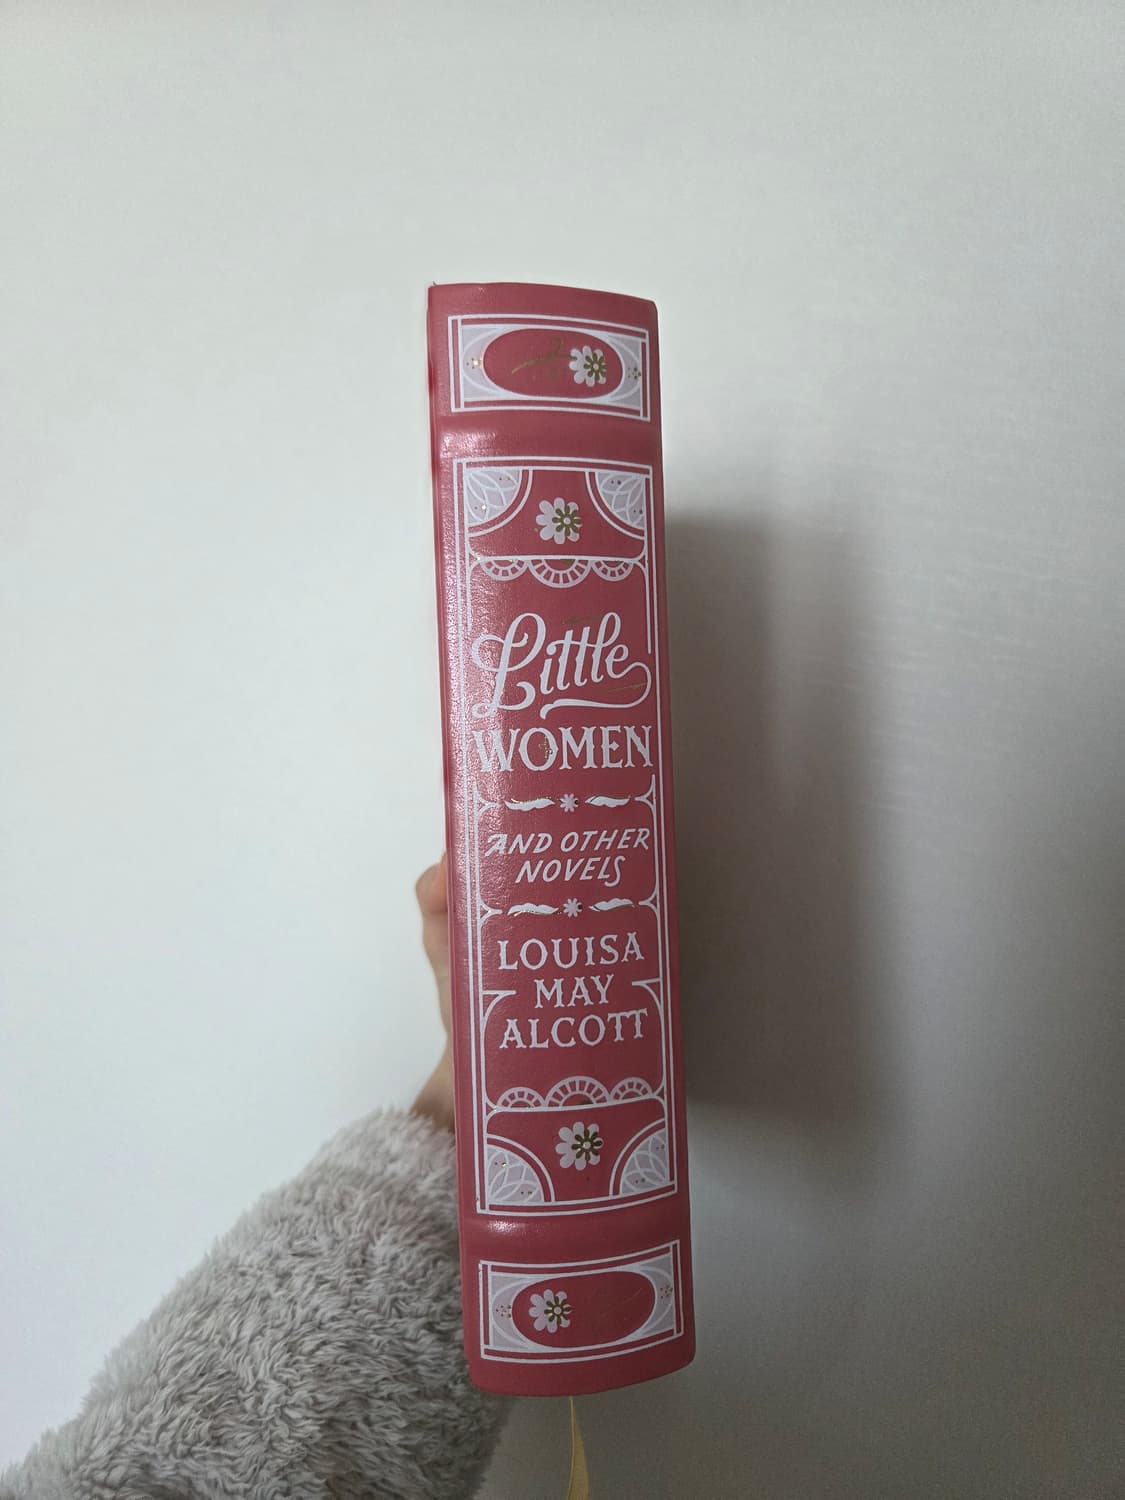 Little
WOMEN
AND OTHER
NOVELS
LOUISA
MAY
ALCOTT